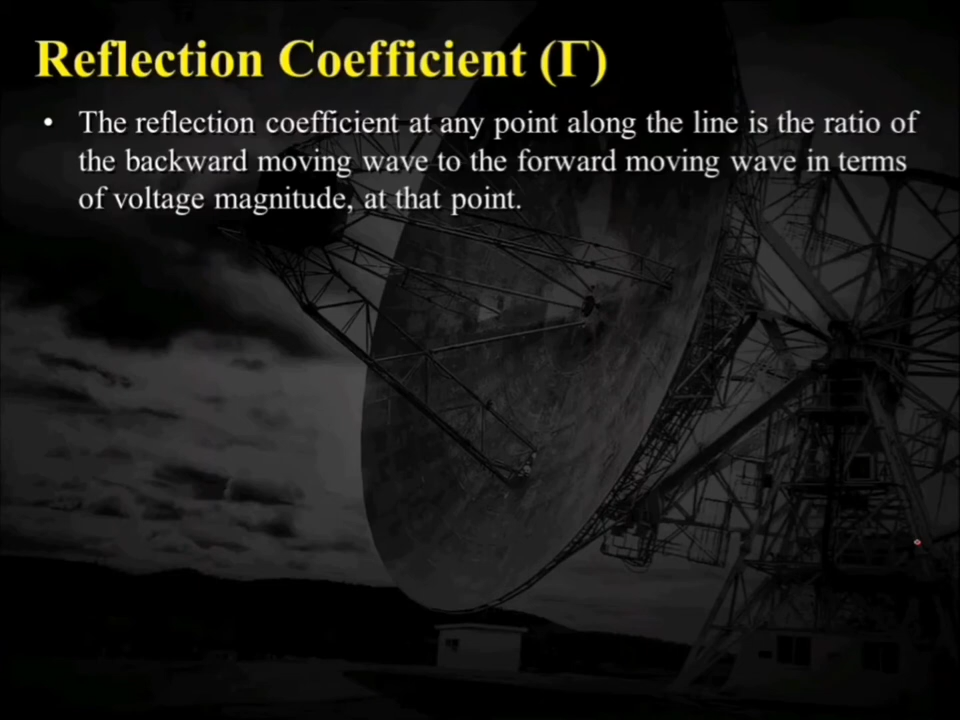 Reflection Coefficient (Γ)
• The reflection coefficient at any point along the line is the ratio of
the backward moving wave to the forward moving wave in terms
of voltage magnitude, at that point.